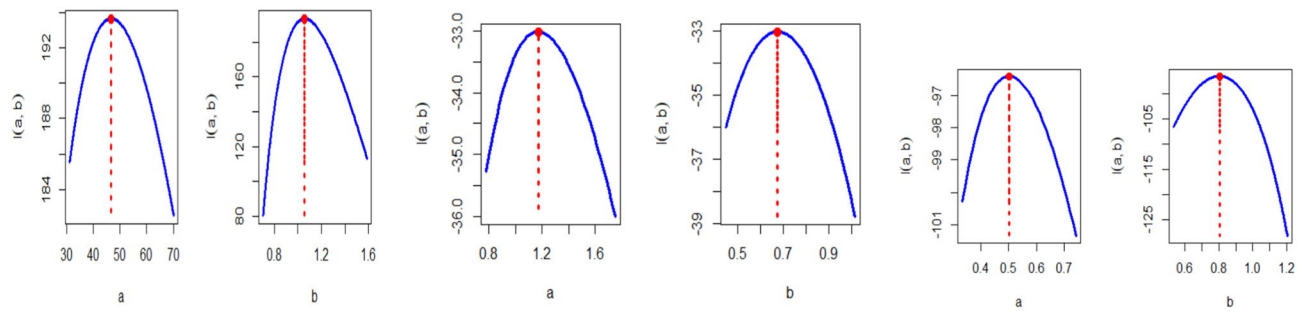 l(a, b)
184 188 192
30 40 50 60 70
a
l(a, b)
80 120 160
0.8 1.2 1.6
b
l(a, b)
-36.0 -35.0 -34.0 -33.0
0.8 1.2 1.6
a
l(a, b)
-39 -37 -35 -33
0.5 0.7 0.9
b
l(a, b)
-101 -99 -98 -97
0.4 0.5 0.6 0.7
a
l(a, b)
-125 -115 -105
0.6 0.8 1.0 1.2
b